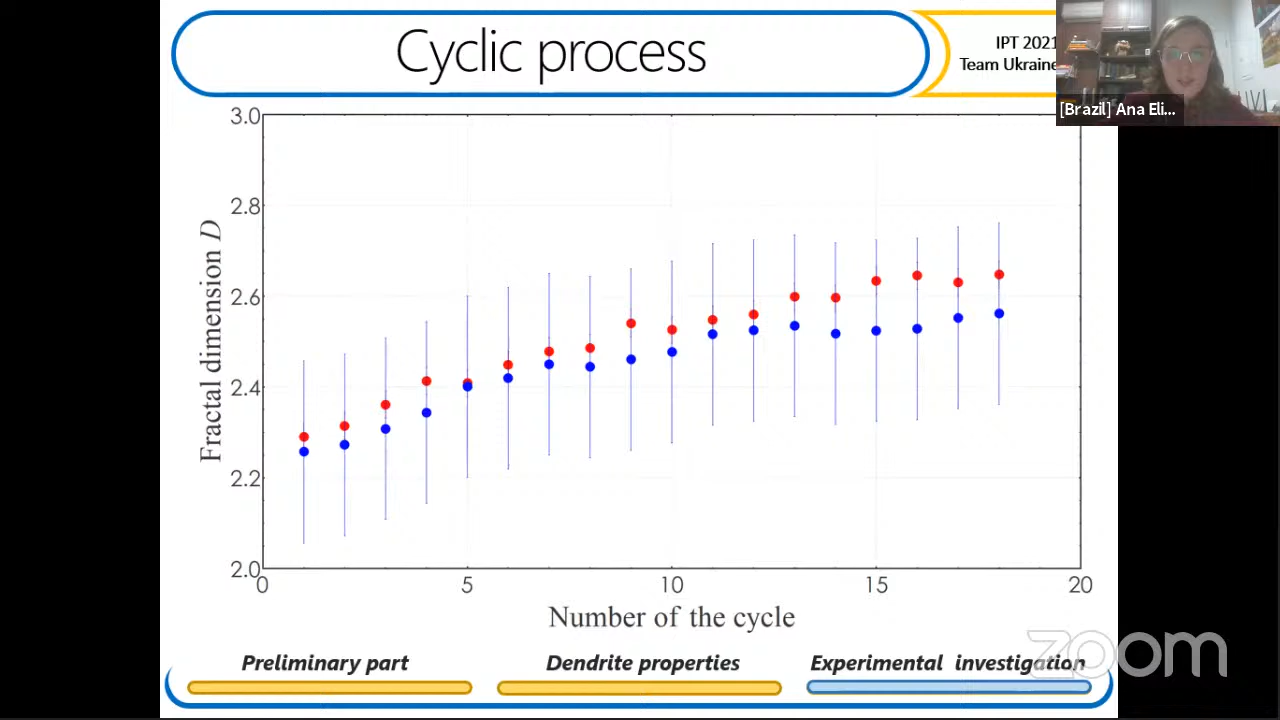 Cyclic process
IPT 2021
Team Ukraine
[Brazil] Ana Eli...
3.0
2.8
2.6
2.4
2.2
2.0
Fractal dimension D
0
5
10
15
20
Number of the cycle
Preliminary part
Dendrite properties
Experimental investigation
zoom